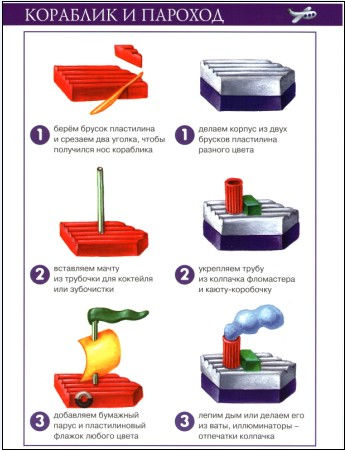 КОРАБЛИК И ПАРОХОД
1
берём брусок пластилина
и срезаем два уголка, чтобы
получился нос кораблика
1
делаем корпус из двух
брусков пластилина
разного цвета
2
вставляем мачту
из трубочки для коктейля
или зубочистки
2
укрепляем трубу
из колпачка фломастера
и каюту-коробочку
3
добавляем бумажный
парус и пластилиновый
флажок любого цвета
3
лепим дым или делаем его
из ваты, иллюминаторы –
отпечатки колпачка